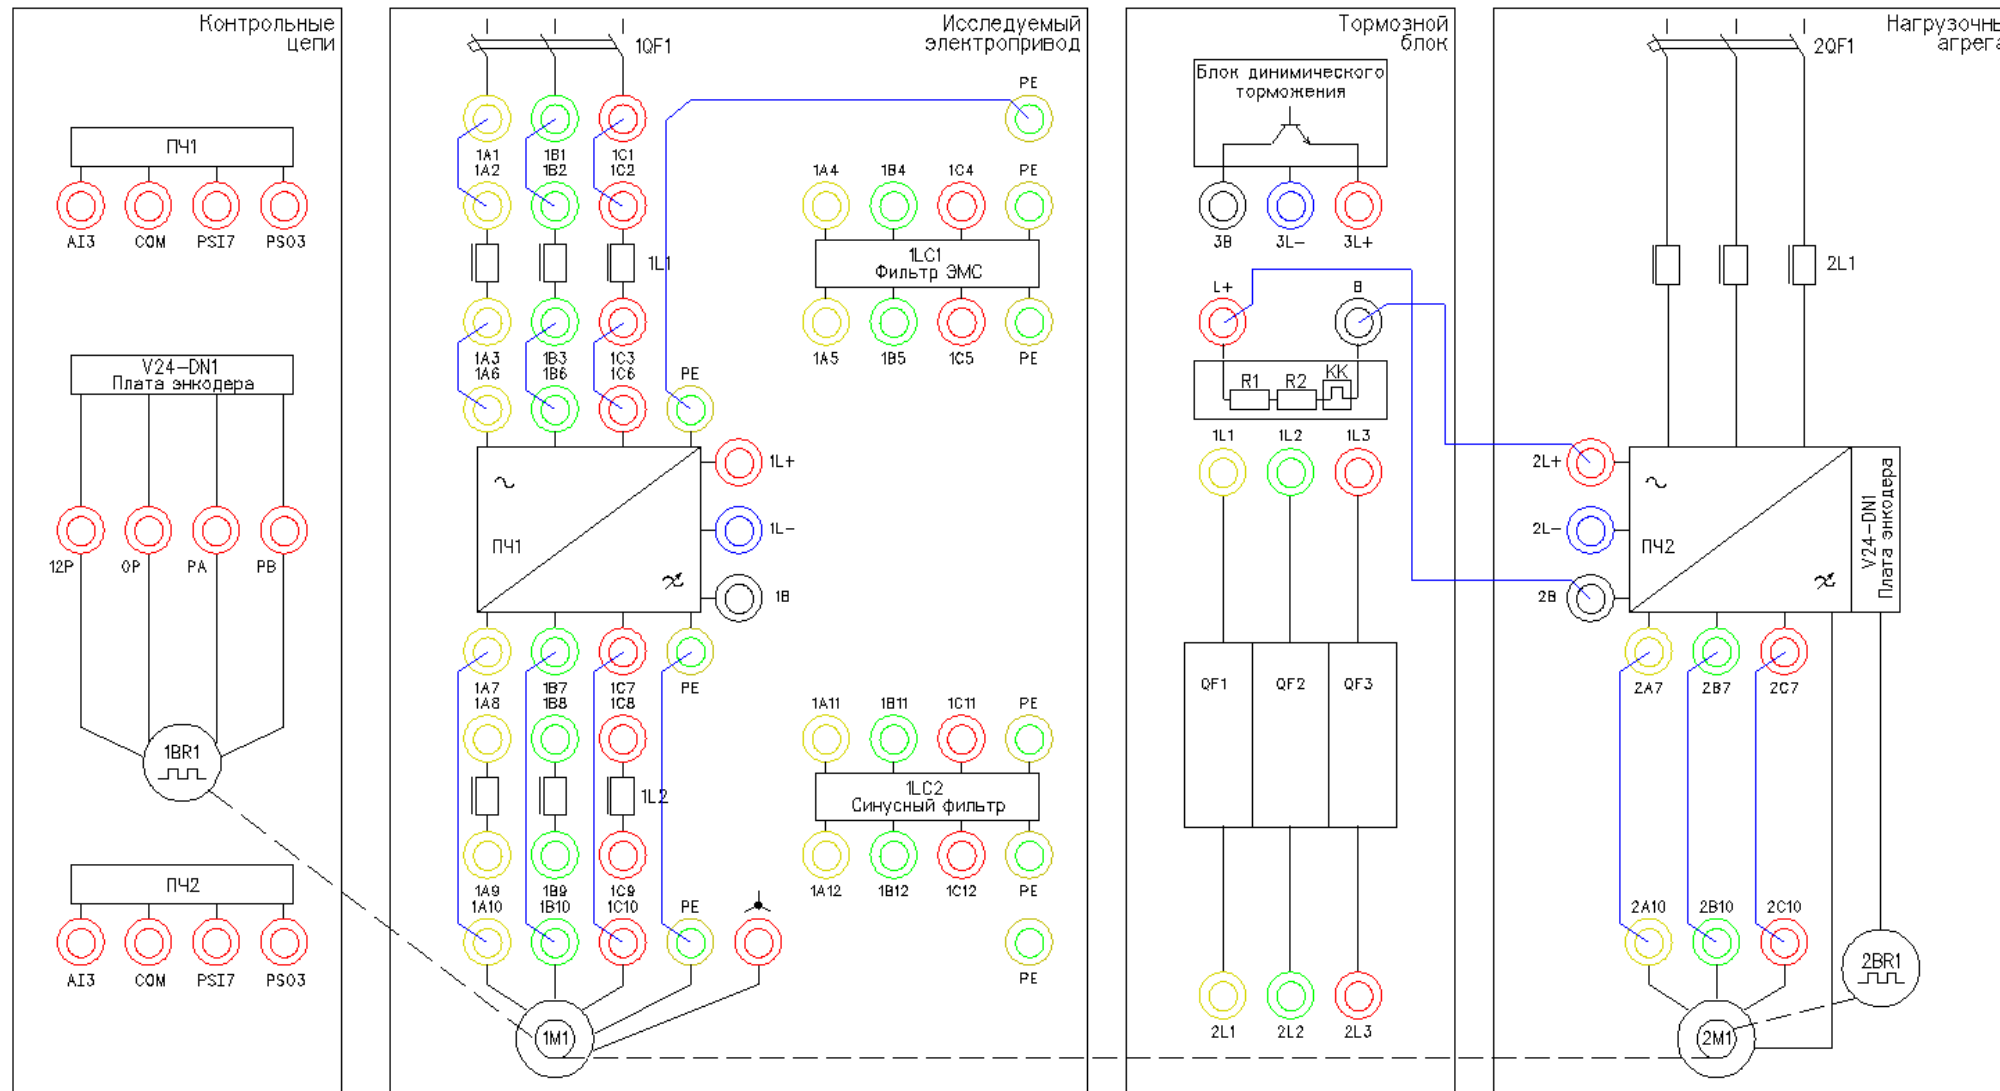 Контрольные
цепи
ПЧ1
AI3 COM PSI7 PSO3
V24-DN1
Плата энкодера
12P 0P PA PB
1BR1
ПЧ2
AI3 COM PSI7 PSO3
Исследуемый
электропривод
1QF1
PE
1A1 1B1 1C1
1A2 1B2 1C2
1A4 1B4 1C4 PE
1L1
1LC1
Фильтр ЭМС
1A3 1B3 1C3
1A6 1B6 1C6 PE
1A5 1B5 1C5 PE
1L+
1L-
1B
ПЧ1
1A7 1B7 1C7 PE
1A8 1B8 1C8
1A11 1B11 1C11 PE
1L2
1LC2
Синусный фильтр
1A9 1B9 1C9
1A10 1B10 1C10 PE
1A12 1B12 1C12 PE
PE
1M1
Тормозной
блок
Блок динимического
торможения
3B 3L- 3L+
L+ B
R1 R2 KK
1L1 1L2 1L3
QF1 QF2 QF3
2L1 2L2 2L3
Нагрузочны
агрега
2QF1
2L1
2L+
2L-
2B
ПЧ2
V24-DN1
Плата энкодера
2A7 2B7 2C7
2A10 2B10 2C10
2BR1
2M1